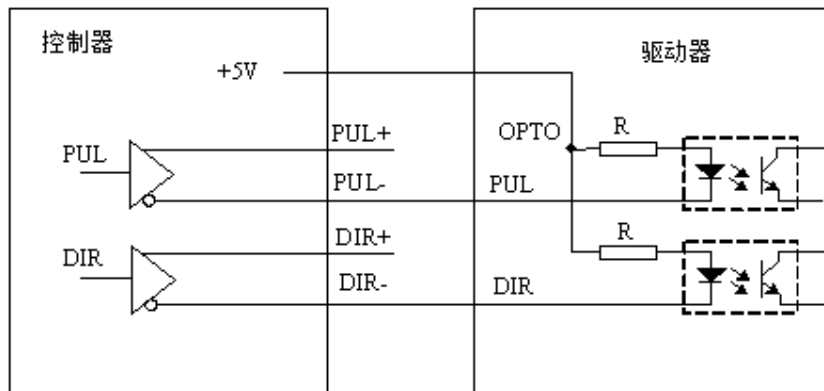 控制器
驱动器
+5V
PUL+
OPTO
R
PUL
PUL-
PUL
DIR+
R
DIR
DIR-
DIR